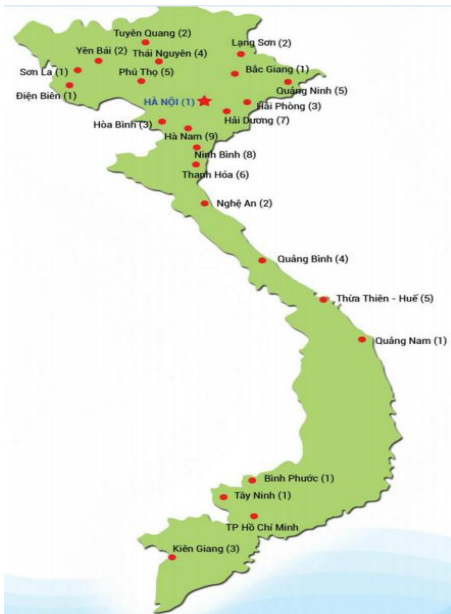 Tuyên Quang (2)
Yên Bái (2)
Thái Nguyên (4)
Lạng Sơn (2)
Sơn La (1)
Phú Thọ (5)
Bắc Giang (1)
Điện Biên (1)
Quảng Ninh (5)
HÀ NỘI (1)
Hải Phòng (3)
Hòa Bình (3)
Hải Dương (7)
Hà Nam (9)
Ninh Bình (8)
Thanh Hóa (6)
Nghệ An (2)
Quảng Bình (4)
Thừa Thiên - Huế (5)
Quảng Nam (1)
Bình Phước (1)
Tây Ninh (1)
TP Hồ Chí Minh
Kiên Giang (3)